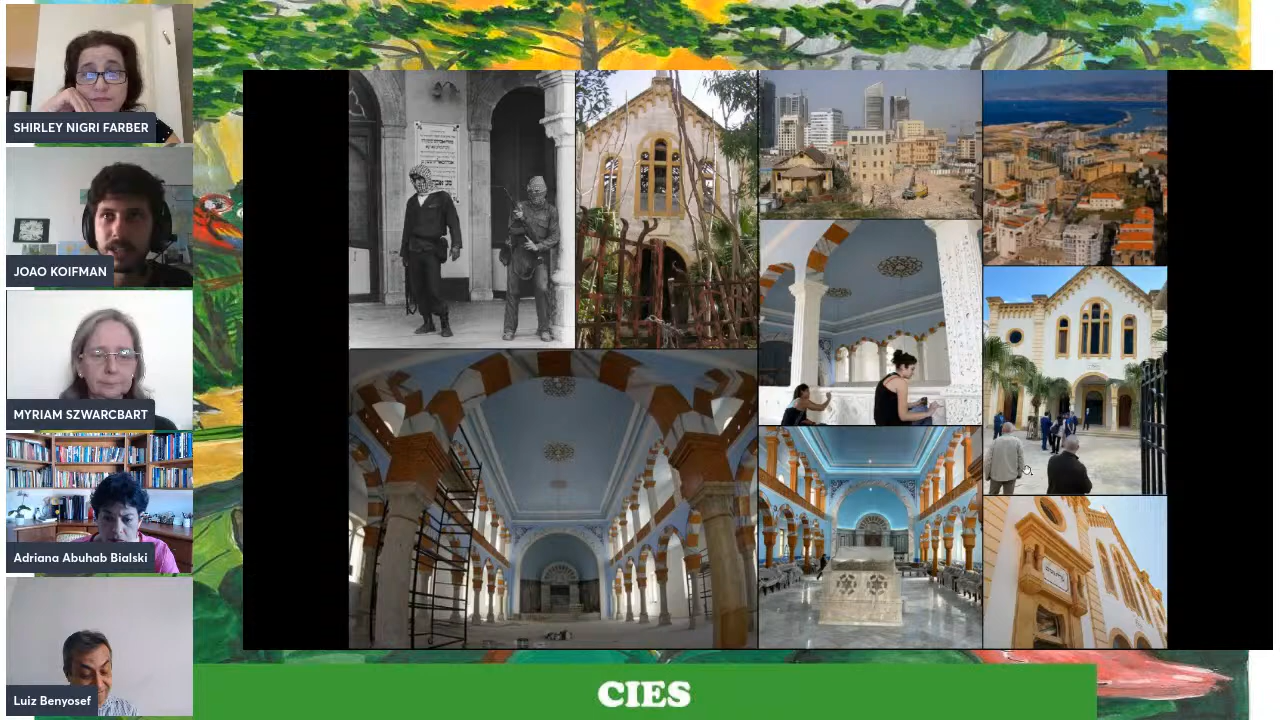 SHIRLEY NIGRI FARBER
JOAO KOIFMAN
MYRIAM SZWARCBART
Adriana Abuhab Bialski
Luiz Benyosef
CIES